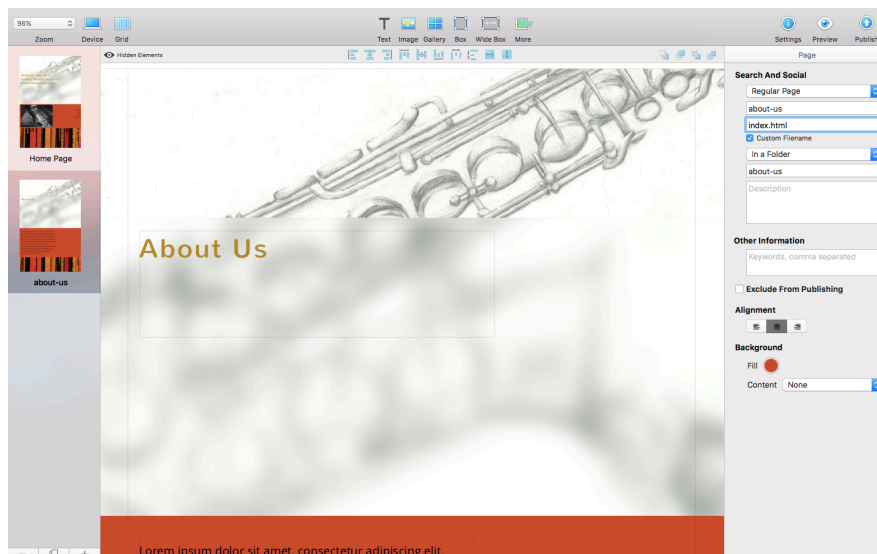 96%
Zoom
Device
Grid
Text
Image
Gallery
Box
Wide Box
More
Settings
Preview
Publish
Hidden Elements
Home Page
about-us
About Us
Lorem ipsum dolor sit amet, consectetur adipiscing elit.
Page
Search And Social
Regular Page
about-us
index.html
Custom Filename
In a Folder
about-us
Description
Other Information
Keywords, comma separated
Exclude From Publishing
Alignment
Background
Fill
Content
None